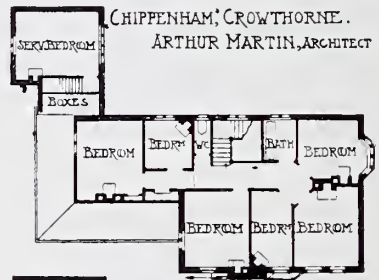 CHIPPENHAM, CROWTHORNE.
ARTHUR MARTIN, ARCHITECT
SERV. BEDROOM
BOXES
BEDROOM
BEDRM
WC
BATH
BEDROOM
BEDROOM
BEDRM
BEDROOM